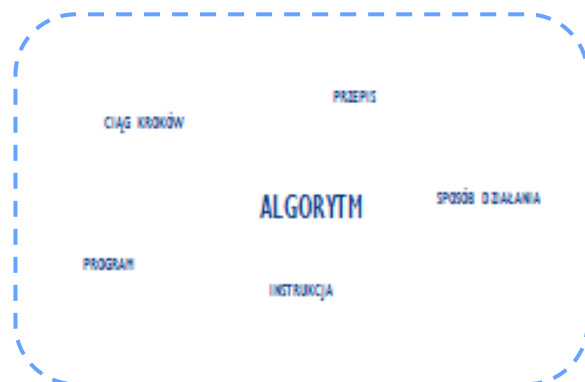 PRZEPIS
CIĄG KROKÓW
SPOSÓB DZIAŁANIA
ALGORYTM
PROGRAM
INSTRUKCJA